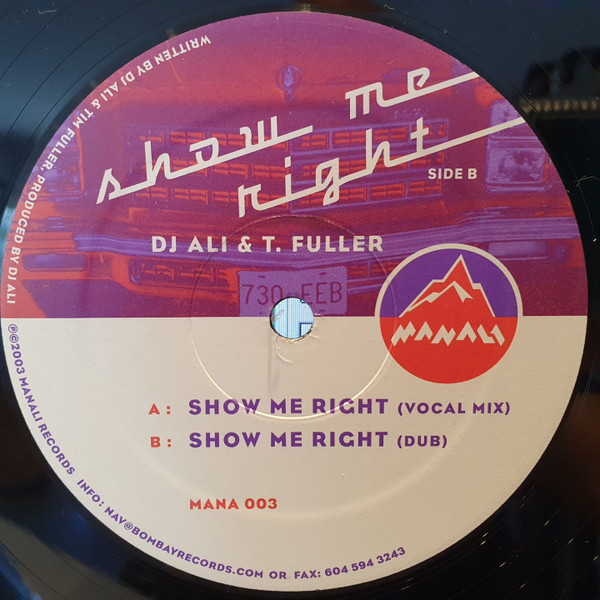 show me
right
SIDE B
DJ ALI & T. FULLER
730 EEB
MANALI
A: SHOW ME RIGHT (VOCAL MIX)
B: SHOW ME RIGHT (DUB)
MANA 003
WRITTEN BY DJ ALI & TIM FULLER. PRODUCED BY DJ ALI
℗©2003 MANALI RECORDS INFO: NAV@BOMBAYRECORDS.COM OR FAX: 604 594 3243